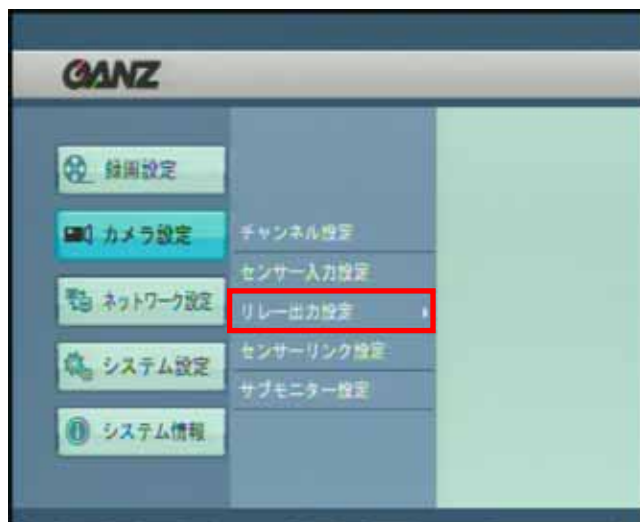 GANZ
録画設定
カメラ設定
ネットワーク設定
システム設定
システム情報
チャンネル設定
センサー入力設定
リレー出力設定
センサーリンク設定
サブモニター設定